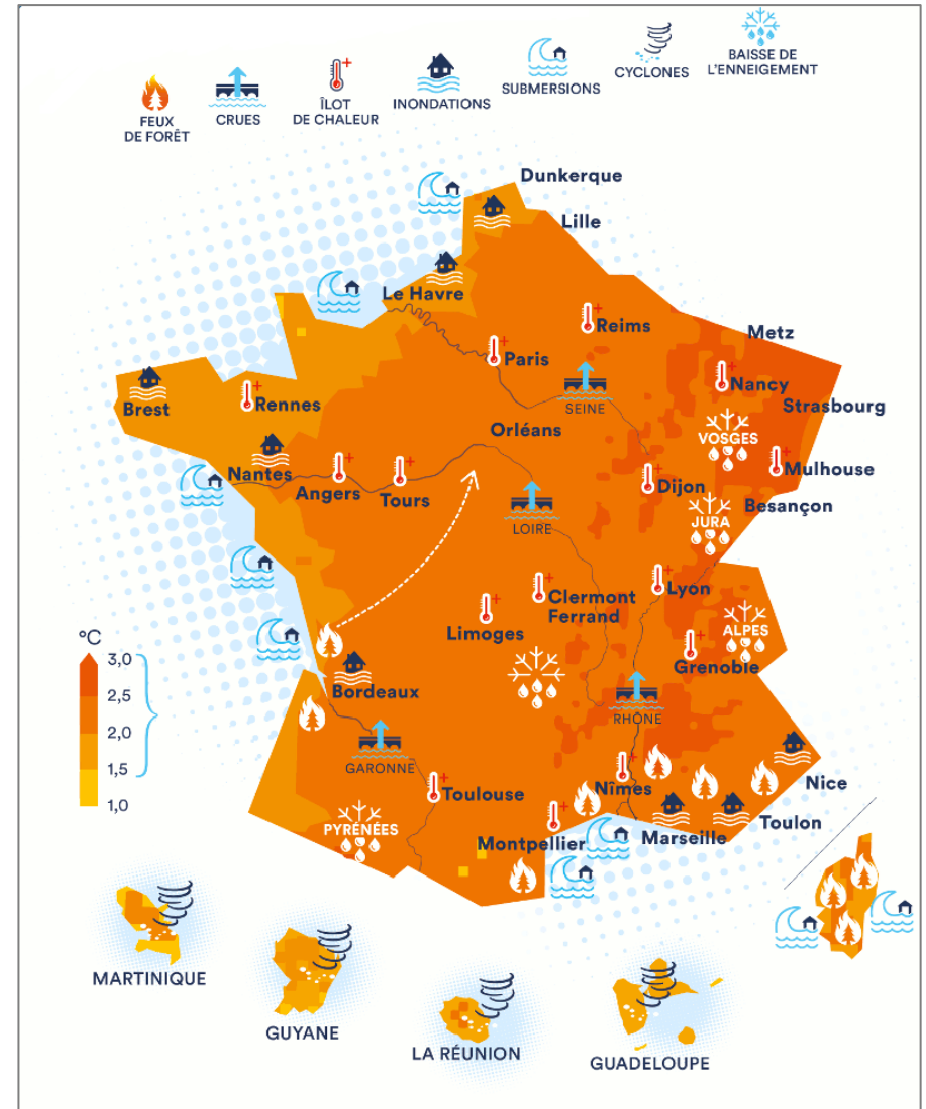 FEUX
DE FORÊT
CRUES
ÎLOT
DE CHALEUR
INONDATIONS
SUBMERSIONS
CYCLONES
BAISSE DE
L'ENNEIGEMENT
Dunkerque
Lille
Le Havre
Reims
Metz
Paris
Nancy
Brest
Rennes
SEINE
Strasbourg
Orléans
VOSGES
Nantes
Angers
Tours
Dijon
Mulhouse
LOIRE
JURA
Besançon
Clermont
Ferrand
Lyon
Limoges
ALPES
Grenoble
°C
3,0
2,5
2,0
1,5
1,0
Bordeaux
RHÔNE
GARONNE
Toulouse
Nîmes
Nice
PYRÉNÉES
Montpellier
Marseille
Toulon
MARTINIQUE
GUYANE
LA RÉUNION
GUADELOUPE